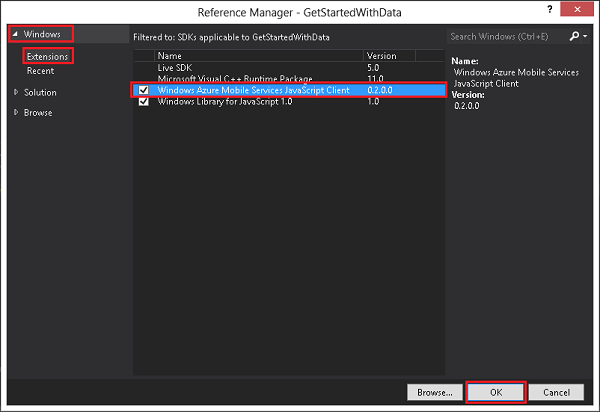 Reference Manager - GetStartedWithData
?
Windows
Extensions
Recent
Solution
Browse
Filtered to: SDKs applicable to GetStartedWithData
Name Version
Live SDK 5.0
Microsoft Visual C++ Runtime Package 11.0
Windows Azure Mobile Services JavaScript Client 0.2.0.0
Windows Library for JavaScript 1.0 1.0
Search Windows (Ctrl+E)
Name:
Windows Azure Mobile Services
JavaScript Client
Version:
0.2.0.0
Browse... OK Cancel